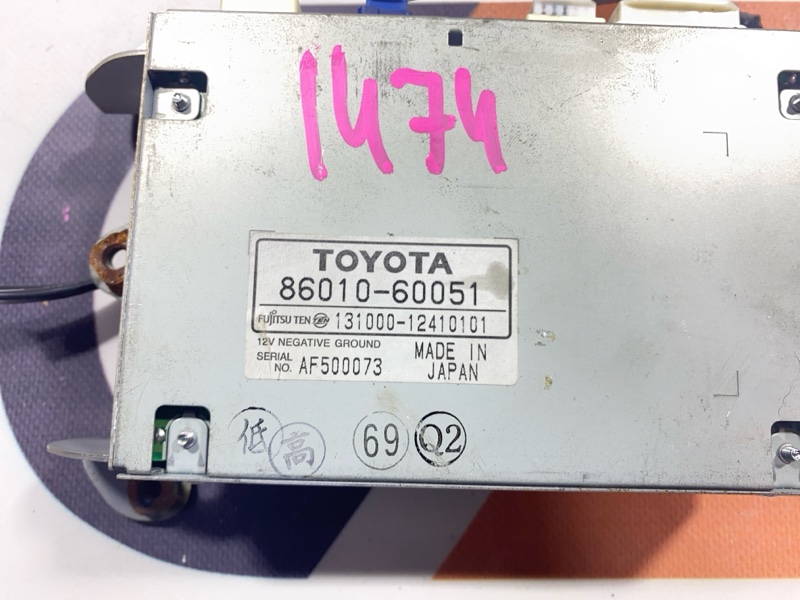 1474
TOYOTA
86010-60051
FUJITSU TEN TEN 131000-12410101
12V NEGATIVE GROUND
SERIAL NO. AF500073
MADE IN JAPAN
低 高 69 Q2